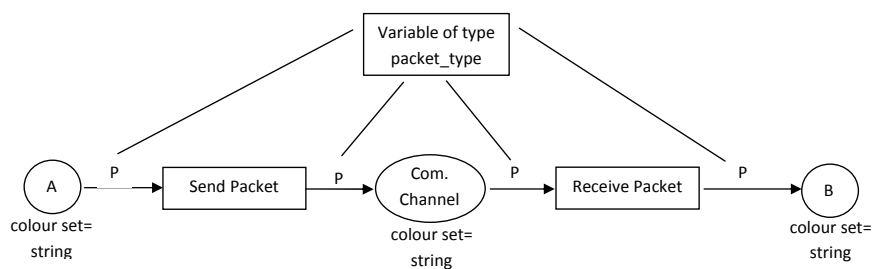 Variable of type
packet_type
A
P
Send Packet
P
Com.
Channel
P
Receive Packet
P
B
colour set=
string
colour set=
string
colour set=
string